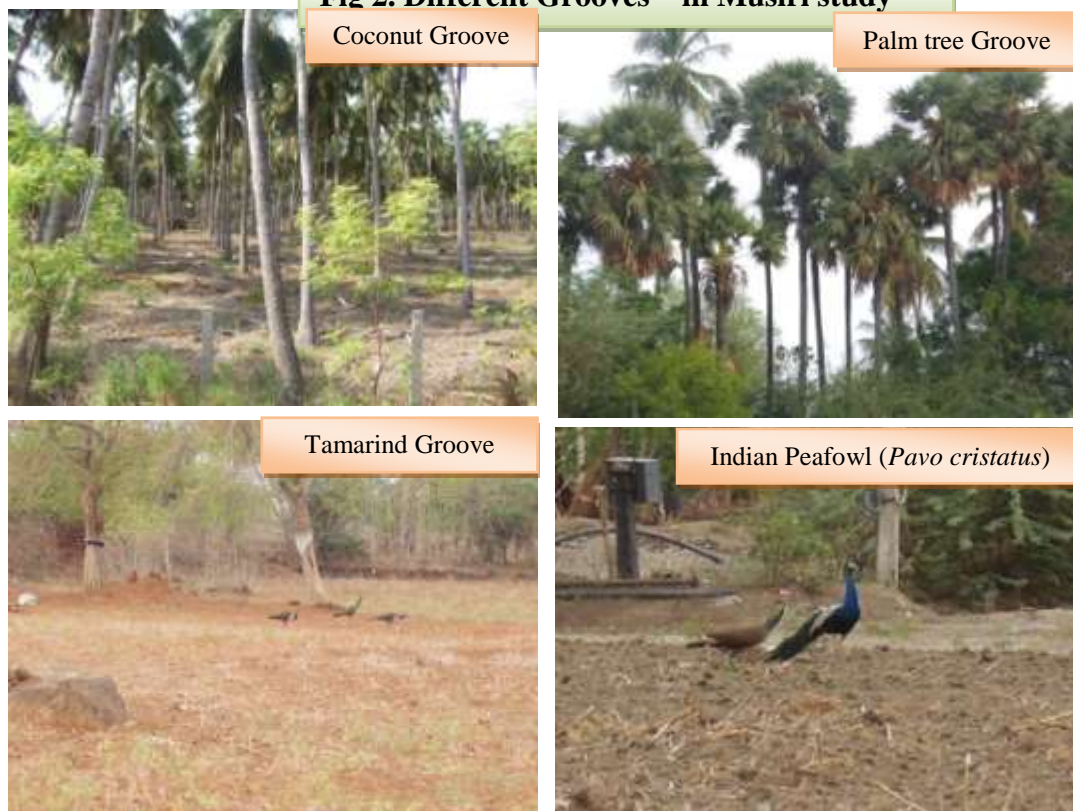 Fig 2. Different Grooves in Musiri study
Coconut Groove
Palm tree Groove
Tamarind Groove
Indian Peafowl (Pavo cristatus)